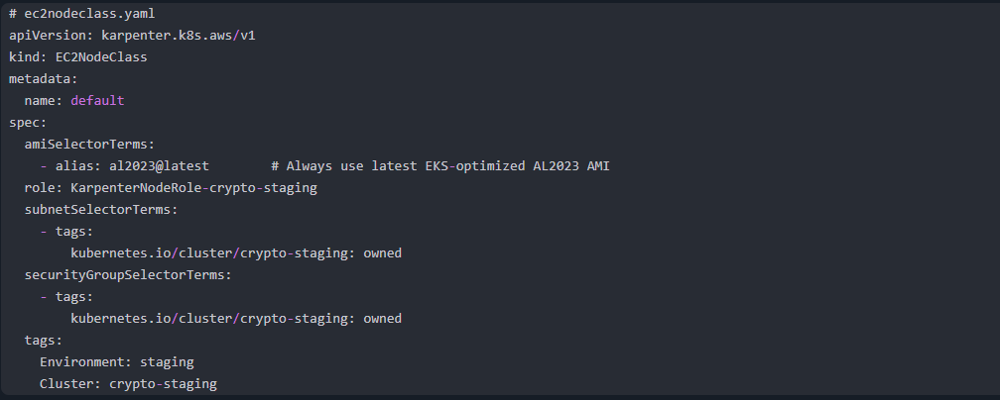 # ec2nodeclass.yaml
apiVersion: karpenter.k8s.aws/v1
kind: EC2NodeClass
metadata:
  name: default
spec:
  amiSelectorTerms:
    - alias: al2023@latest        # Always use latest EKS-optimized AL2023 AMI
  role: KarpenterNodeRole-crypto-staging
  subnetSelectorTerms:
    - tags:
        kubernetes.io/cluster/crypto-staging: owned
  securityGroupSelectorTerms:
    - tags:
        kubernetes.io/cluster/crypto-staging: owned
  tags:
    Environment: staging
    Cluster: crypto-staging